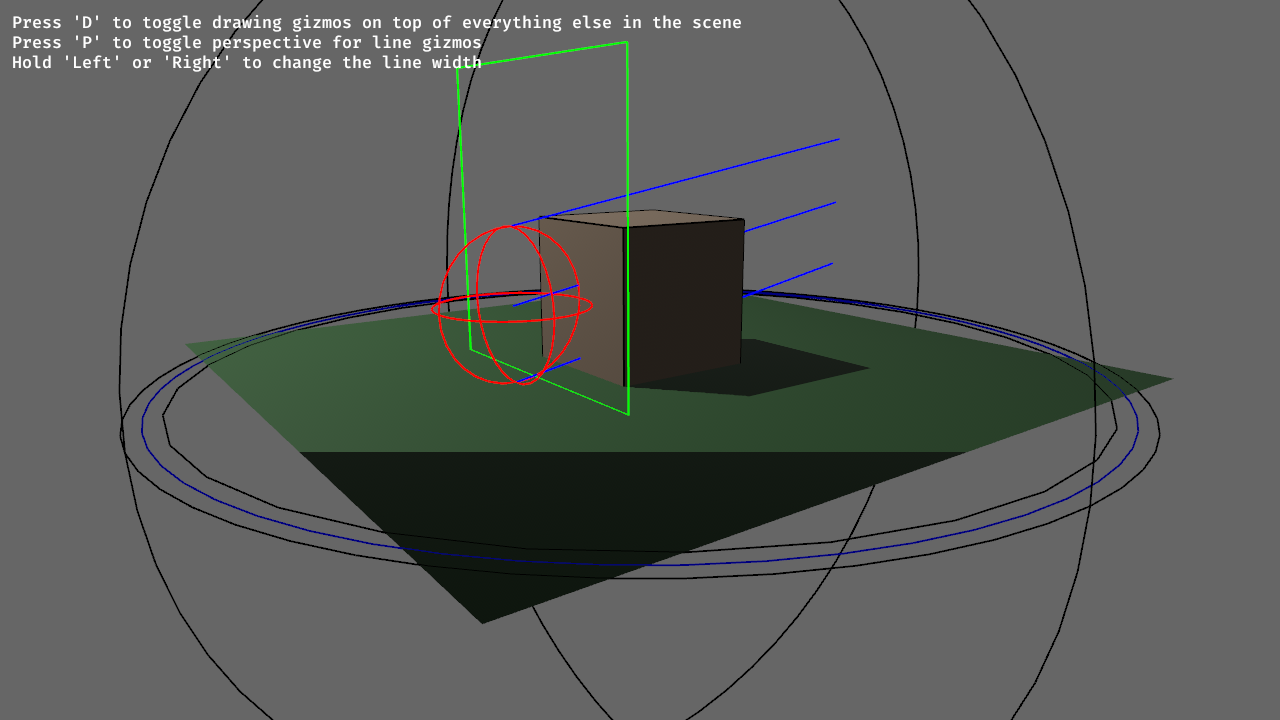 Press 'D' to toggle drawing gizmos on top of everything else in the scene
Press 'P' to toggle perspective for line gizmos
Hold 'Left' or 'Right' to change the line width